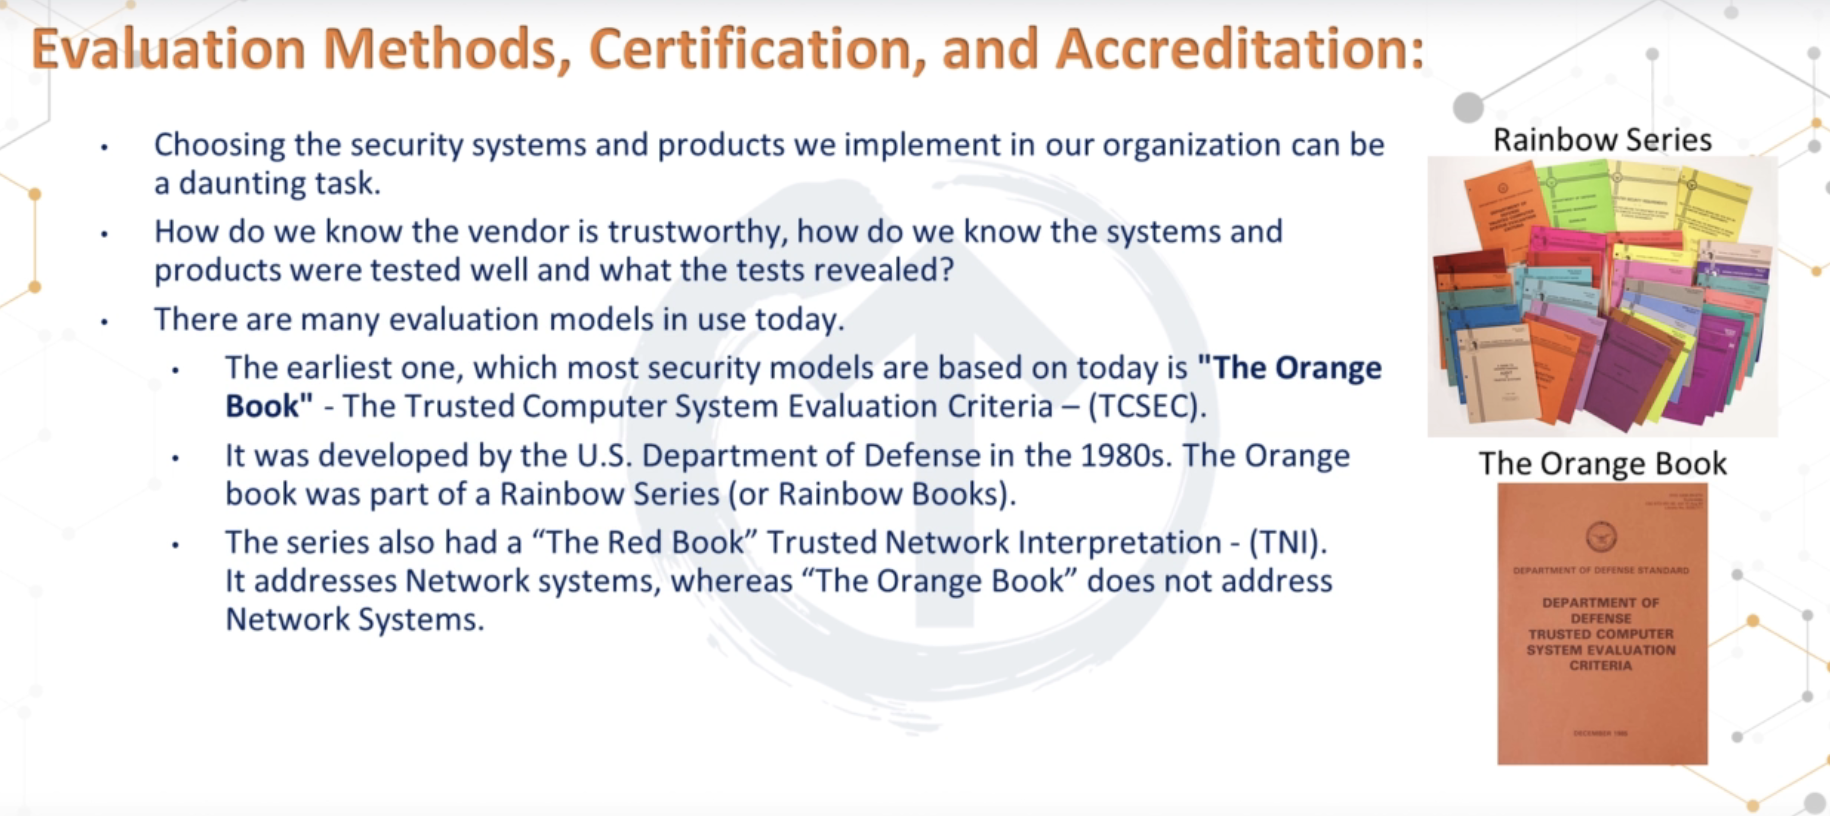 Evaluation Methods, Certification, and Accreditation:
• Choosing the security systems and products we implement in our organization can be
a daunting task.
• How do we know the vendor is trustworthy, how do we know the systems and
products were tested well and what the tests revealed?
• There are many evaluation models in use today.
• The earliest one, which most security models are based on today is "The Orange
Book" - The Trusted Computer System Evaluation Criteria – (TCSEC).
• It was developed by the U.S. Department of Defense in the 1980s. The Orange
book was part of a Rainbow Series (or Rainbow Books).
• The series also had a “The Red Book” Trusted Network Interpretation - (TNI).
It addresses Network systems, whereas “The Orange Book” does not address
Network Systems.
Rainbow Series
The Orange Book
DEPARTMENT OF DEFENSE STANDARD
DEPARTMENT OF
DEFENSE
TRUSTED COMPUTER
SYSTEM EVALUATION
CRITERIA
DECEMBER